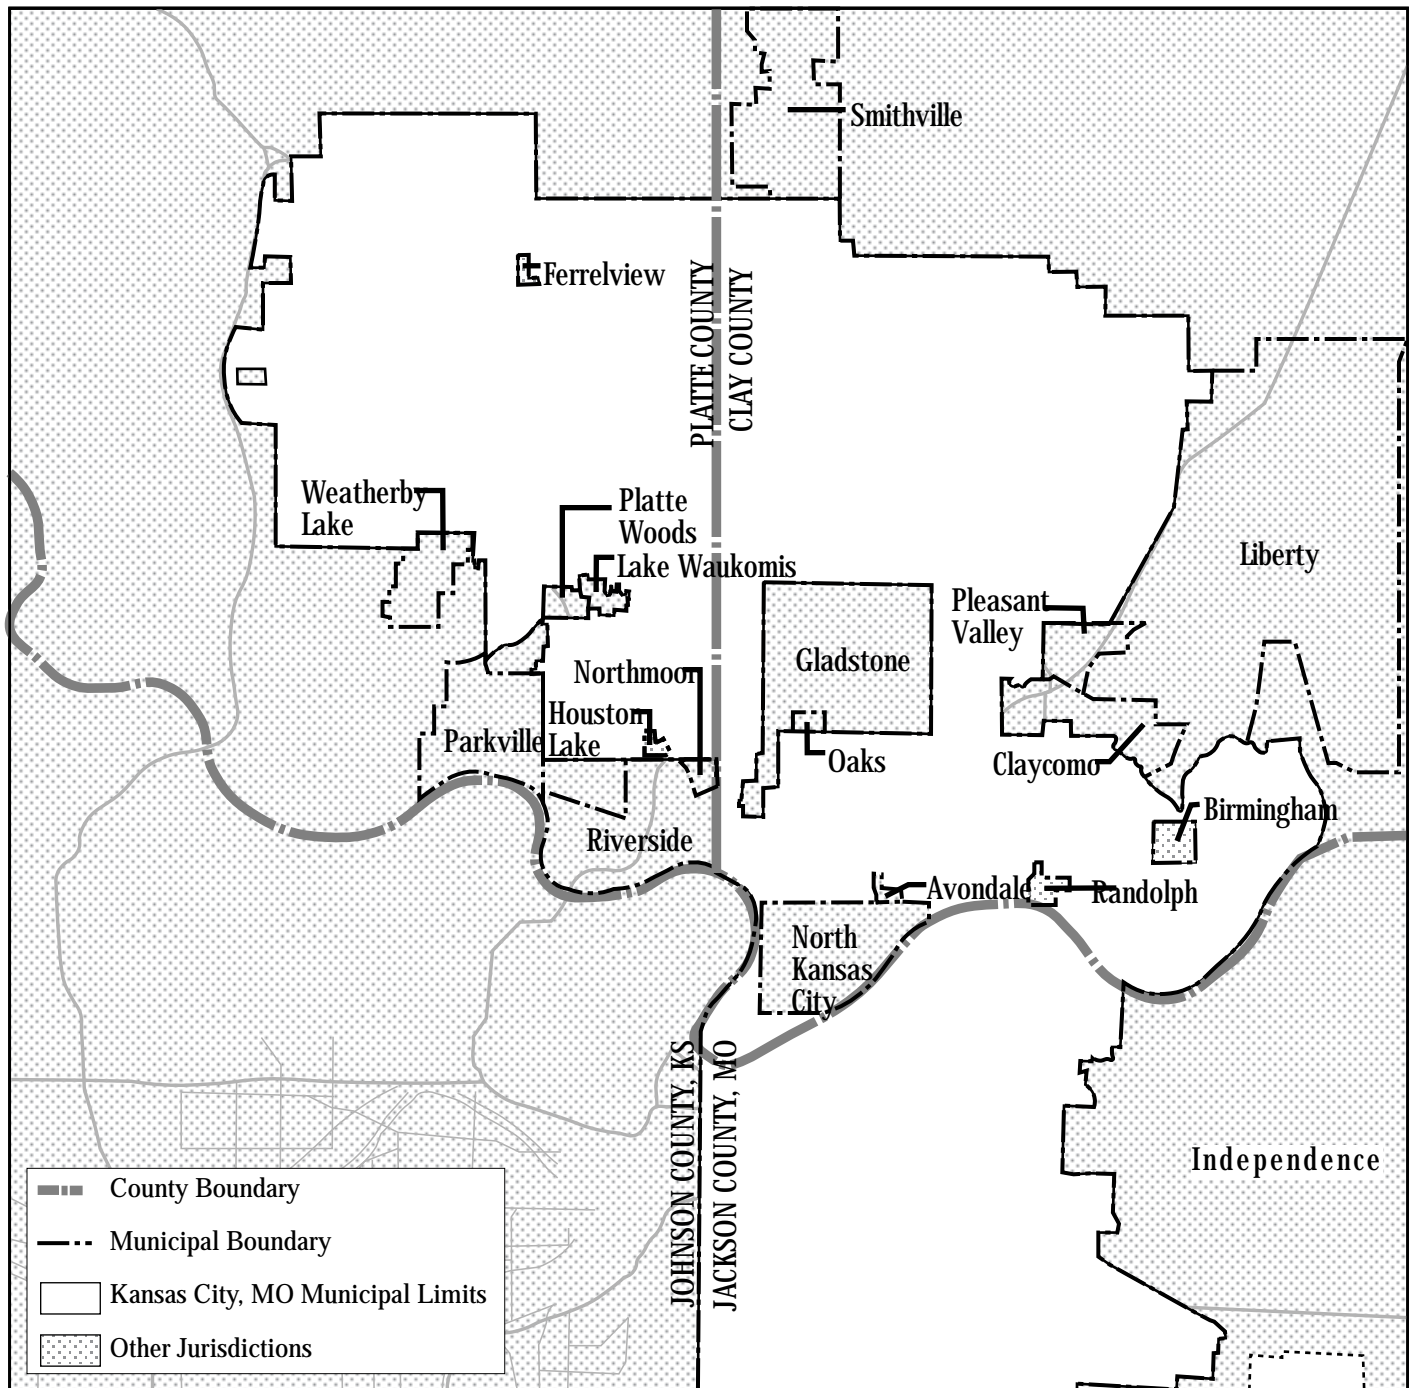 Smithville
Ferrelview
PLATTE COUNTY
CLAY COUNTY
Weatherby
Lake
Platte
Woods
Lake Waukomis
Liberty
Pleasant
Valley
Gladstone
Northmoor
Houston
Lake
Parkville
Oaks
Claycomo
Birmingham
Riverside
Avondale
Randolph
North
Kansas
City
JOHNSON COUNTY, KS
JACKSON COUNTY, MO
Independence
County Boundary
Municipal Boundary
Kansas City, MO Municipal Limits
Other Jurisdictions